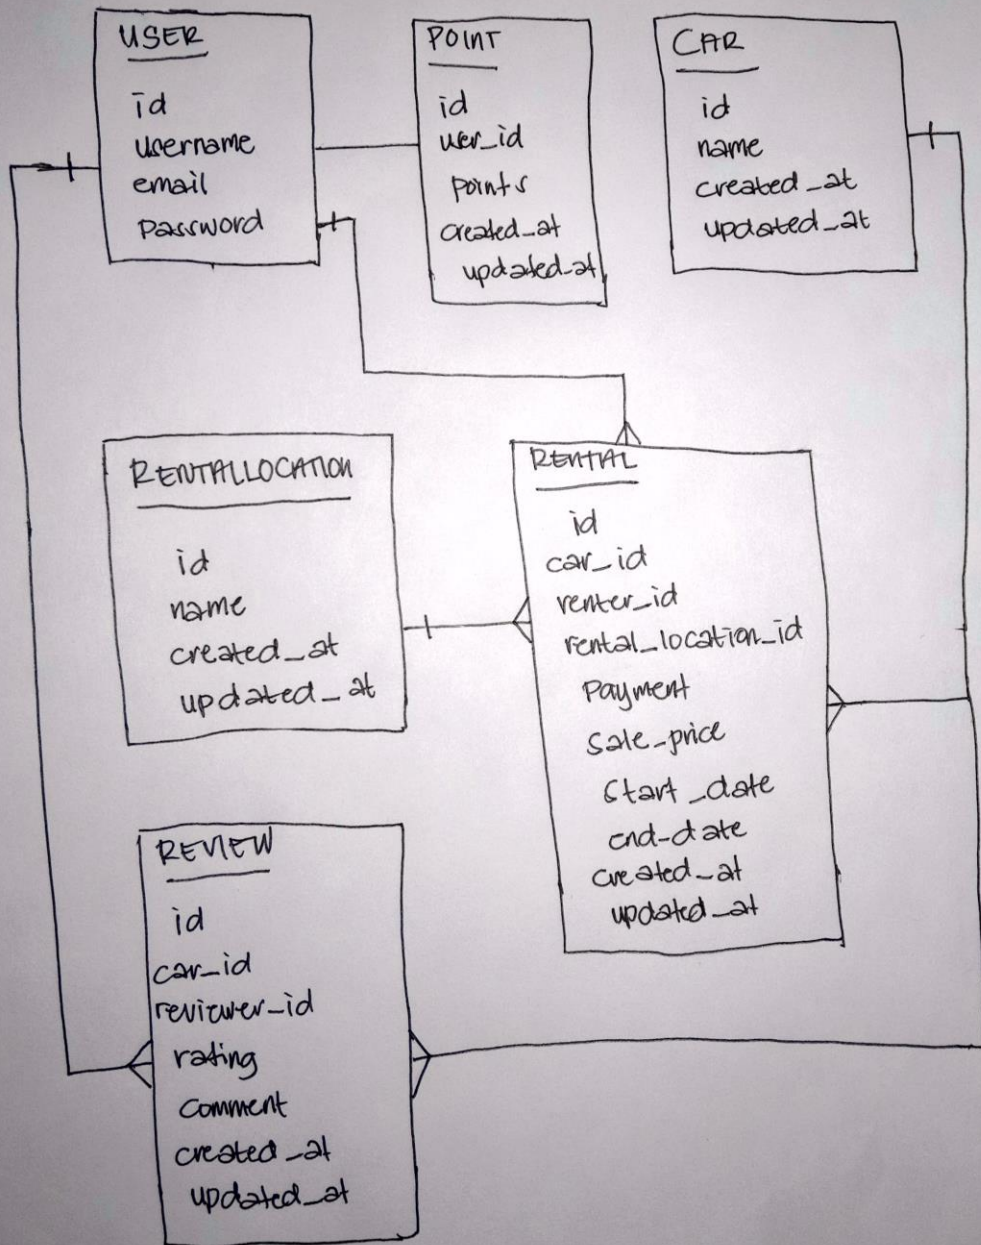 USER
id
username
email
password
POINT
id
user_id
points
created_at
updated_at
CAR
id
name
created_at
updated_at
RENTALLOCATION
id
name
created_at
updated_at
RENTAL
id
car_id
renter_id
rental_location_id
payment
sale_price
start_date
end_date
created_at
updated_at
REVIEW
id
car_id
reviewer_id
rating
comment
created_at
updated_at